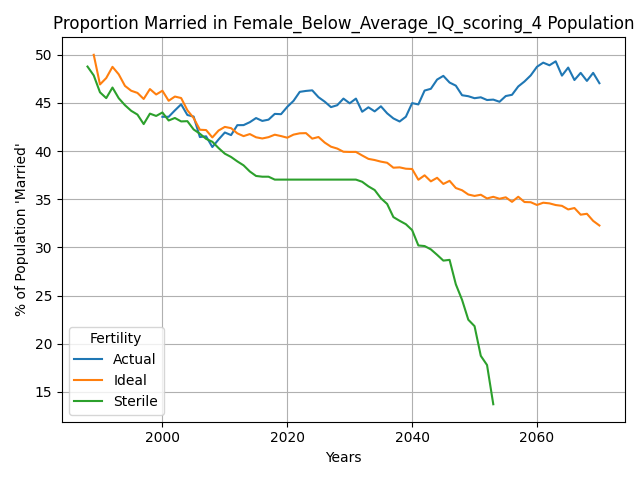 Proportion Married in Female_Below_Average_IQ_scoring_4 Population
% of Population 'Married'
50
45
40
35
30
25
20
15
Fertility
Actual
Ideal
Sterile
2000 2020 2040 2060
Years